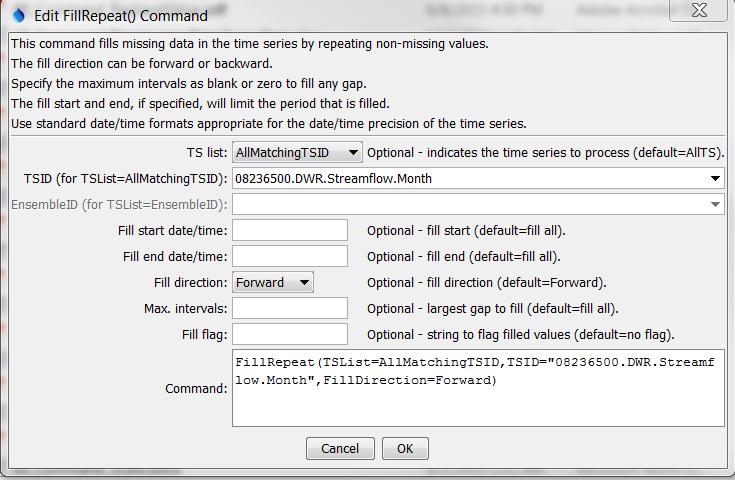 Edit FillRepeat() Command
This command fills missing data in the time series by repeating non-missing values.
The fill direction can be forward or backward.
Specify the maximum intervals as blank or zero to fill any gap.
The fill start and end, if specified, will limit the period that is filled.
Use standard date/time formats appropriate for the date/time precision of the time series.
TS list: AllMatchingTSID Optional - indicates the time series to process (default=AllTS).
TSID (for TSList=AllMatchingTSID): 08236500.DWR.Streamflow.Month
EnsembleID (for TSList=EnsembleID):
Fill start date/time: Optional - fill start (default=fill all).
Fill end date/time: Optional - fill end (default=fill all).
Fill direction: Forward Optional - fill direction (default=Forward).
Max. intervals: Optional - largest gap to fill (default=fill all).
Fill flag: Optional - string to flag filled values (default=no flag).
Command: FillRepeat(TSList=AllMatchingTSID,TSID="08236500.DWR.Streamf
low.Month",FillDirection=Forward)
Cancel OK